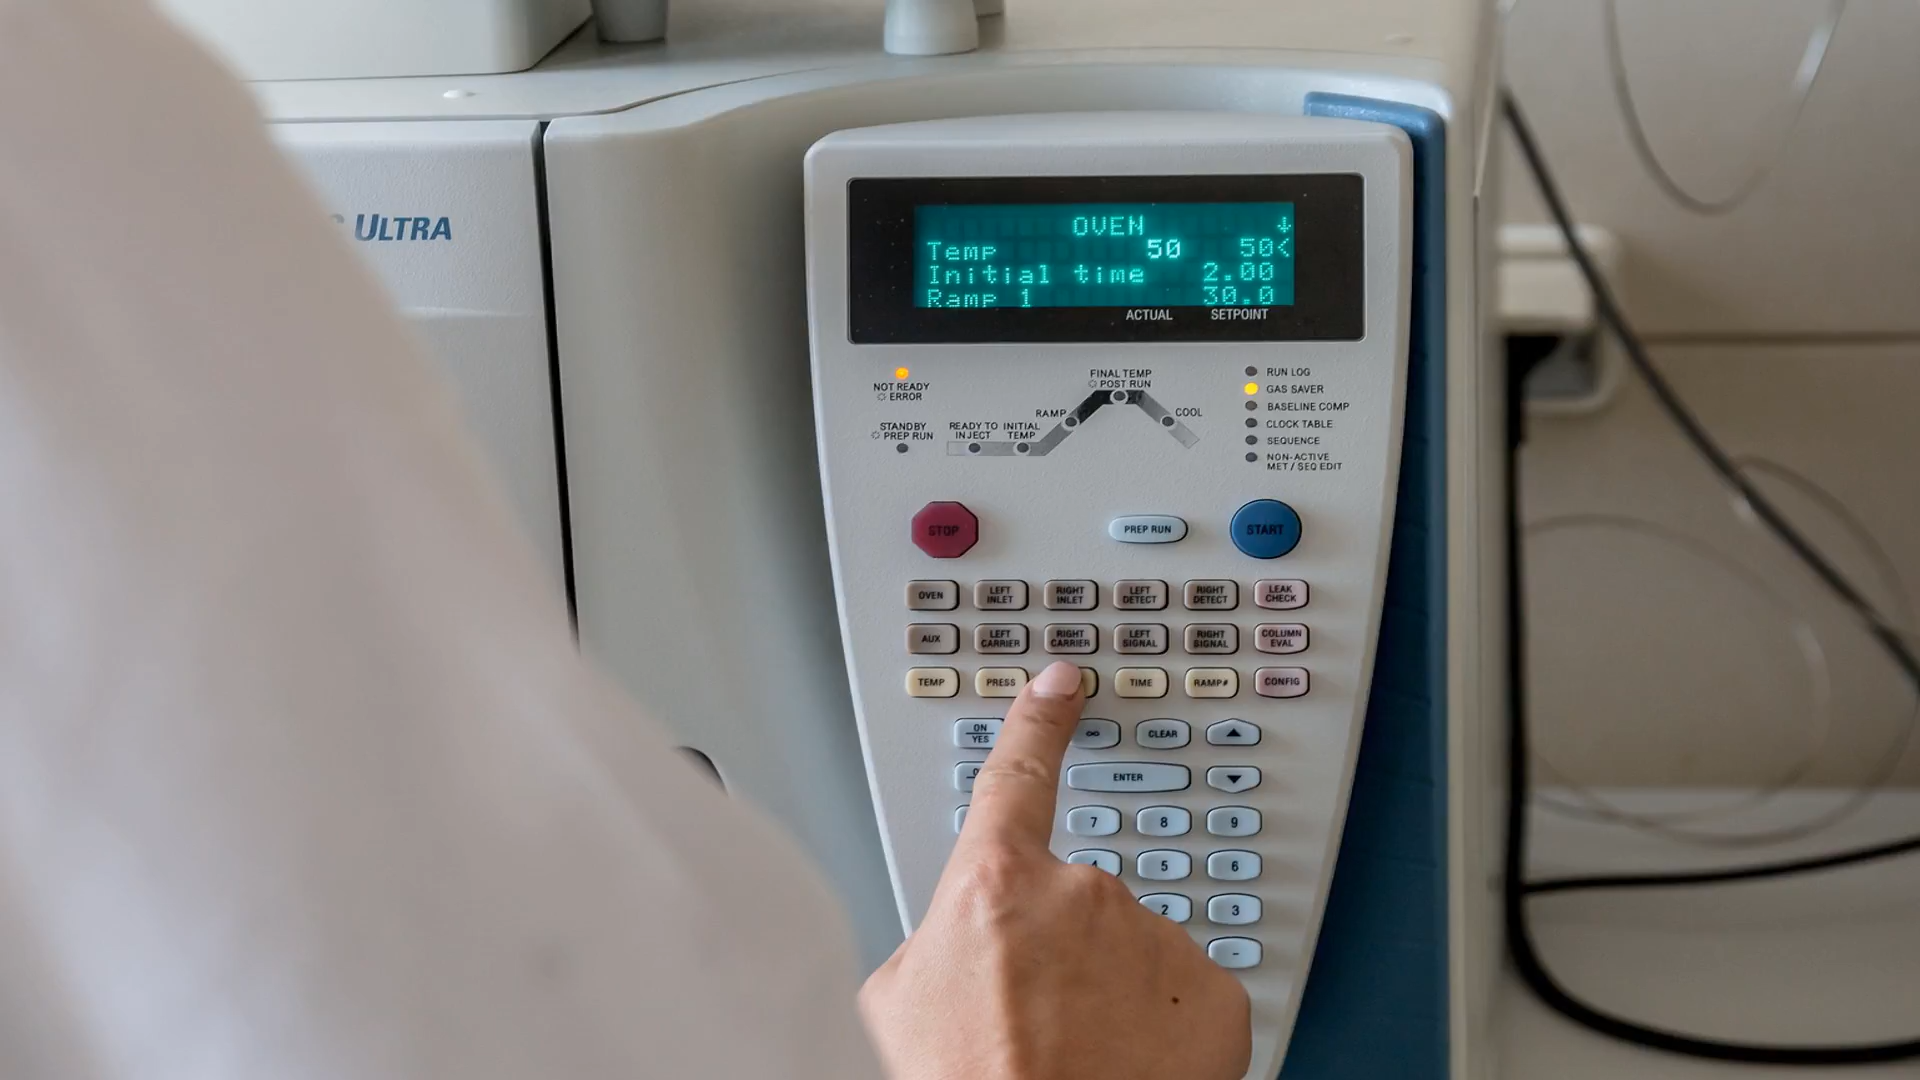 ULTRA
OVEN ↓
Temp 50 50<
Initial time 2.00
Ramp 1 30.0
ACTUAL SETPOINT
NOT READY
ERROR
STANDBY
PREP RUN
READY TO
INJECT
INITIAL
TEMP
RAMP
FINAL TEMP
POST RUN
COOL
RUN LOG
GAS SAVER
BASELINE COMP
CLOCK TABLE
SEQUENCE
NON-ACTIVE
MET / SEQ EDIT
STOP
PREP RUN
START
OVEN
LEFT
INLET
RIGHT
INLET
LEFT
DETECT
RIGHT
DETECT
LEAK
CHECK
AUX
LEFT
CARRIER
RIGHT
CARRIER
LEFT
SIGNAL
RIGHT
SIGNAL
COLUMN
EVAL
TEMP
PRESS
TIME
RAMP#
CONFIG
ON
YES
∞
CLEAR
▲
ENTER
▼
7
8
9
4
5
6
2
3
-